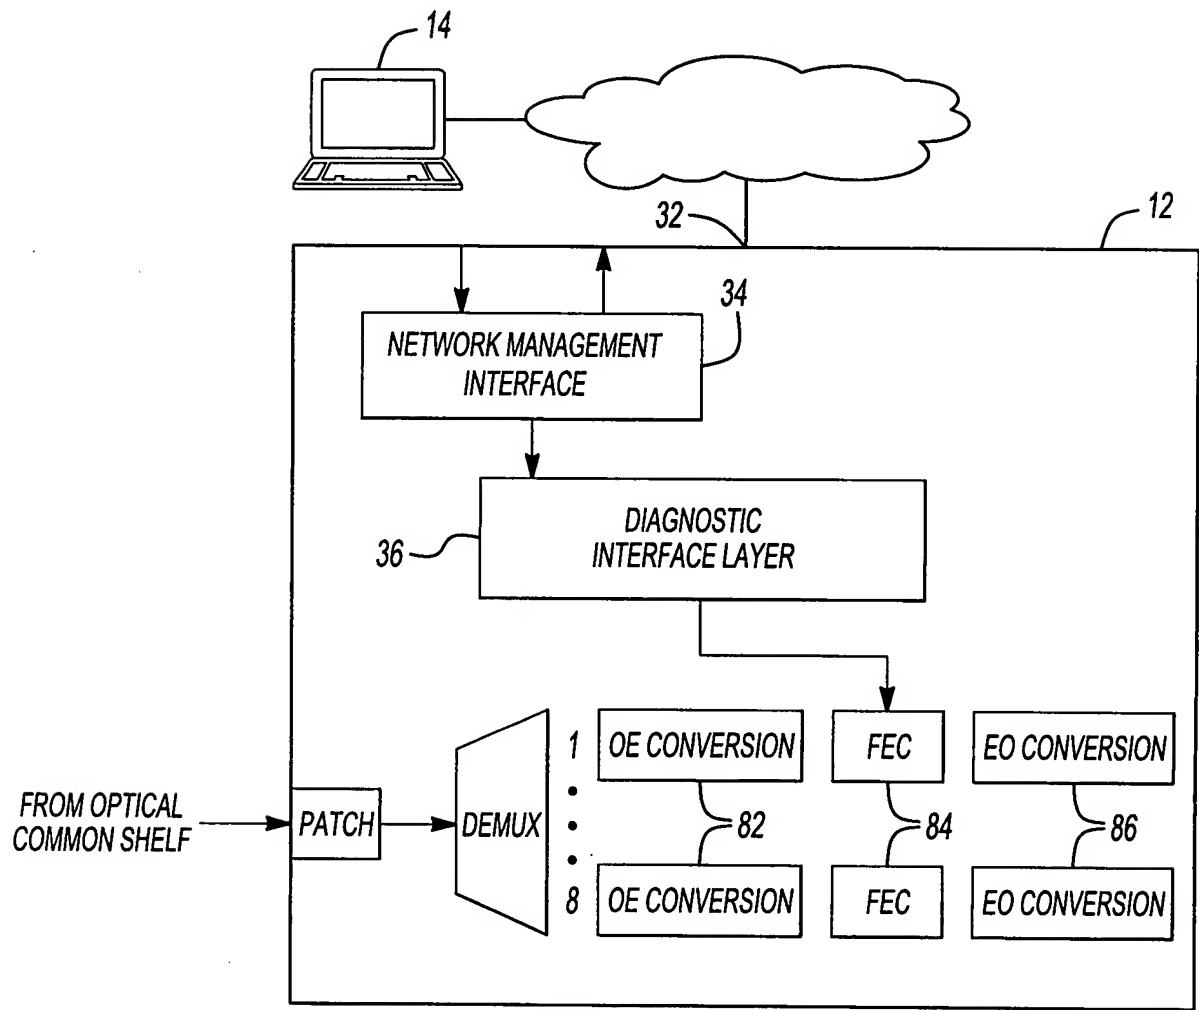 14
32
12
34
NETWORK MANAGEMENT
INTERFACE
DIAGNOSTIC
INTERFACE LAYER
36
1
OE CONVERSION
FEC
EO CONVERSION
FROM OPTICAL
COMMON SHELF
PATCH
DEMUX
82
84
86
8
OE CONVERSION
FEC
EO CONVERSION